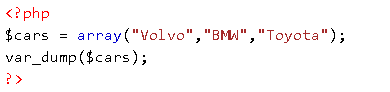 <?php
$cars = array("Volvo","BMW","Toyota");
var_dump($cars);
?>